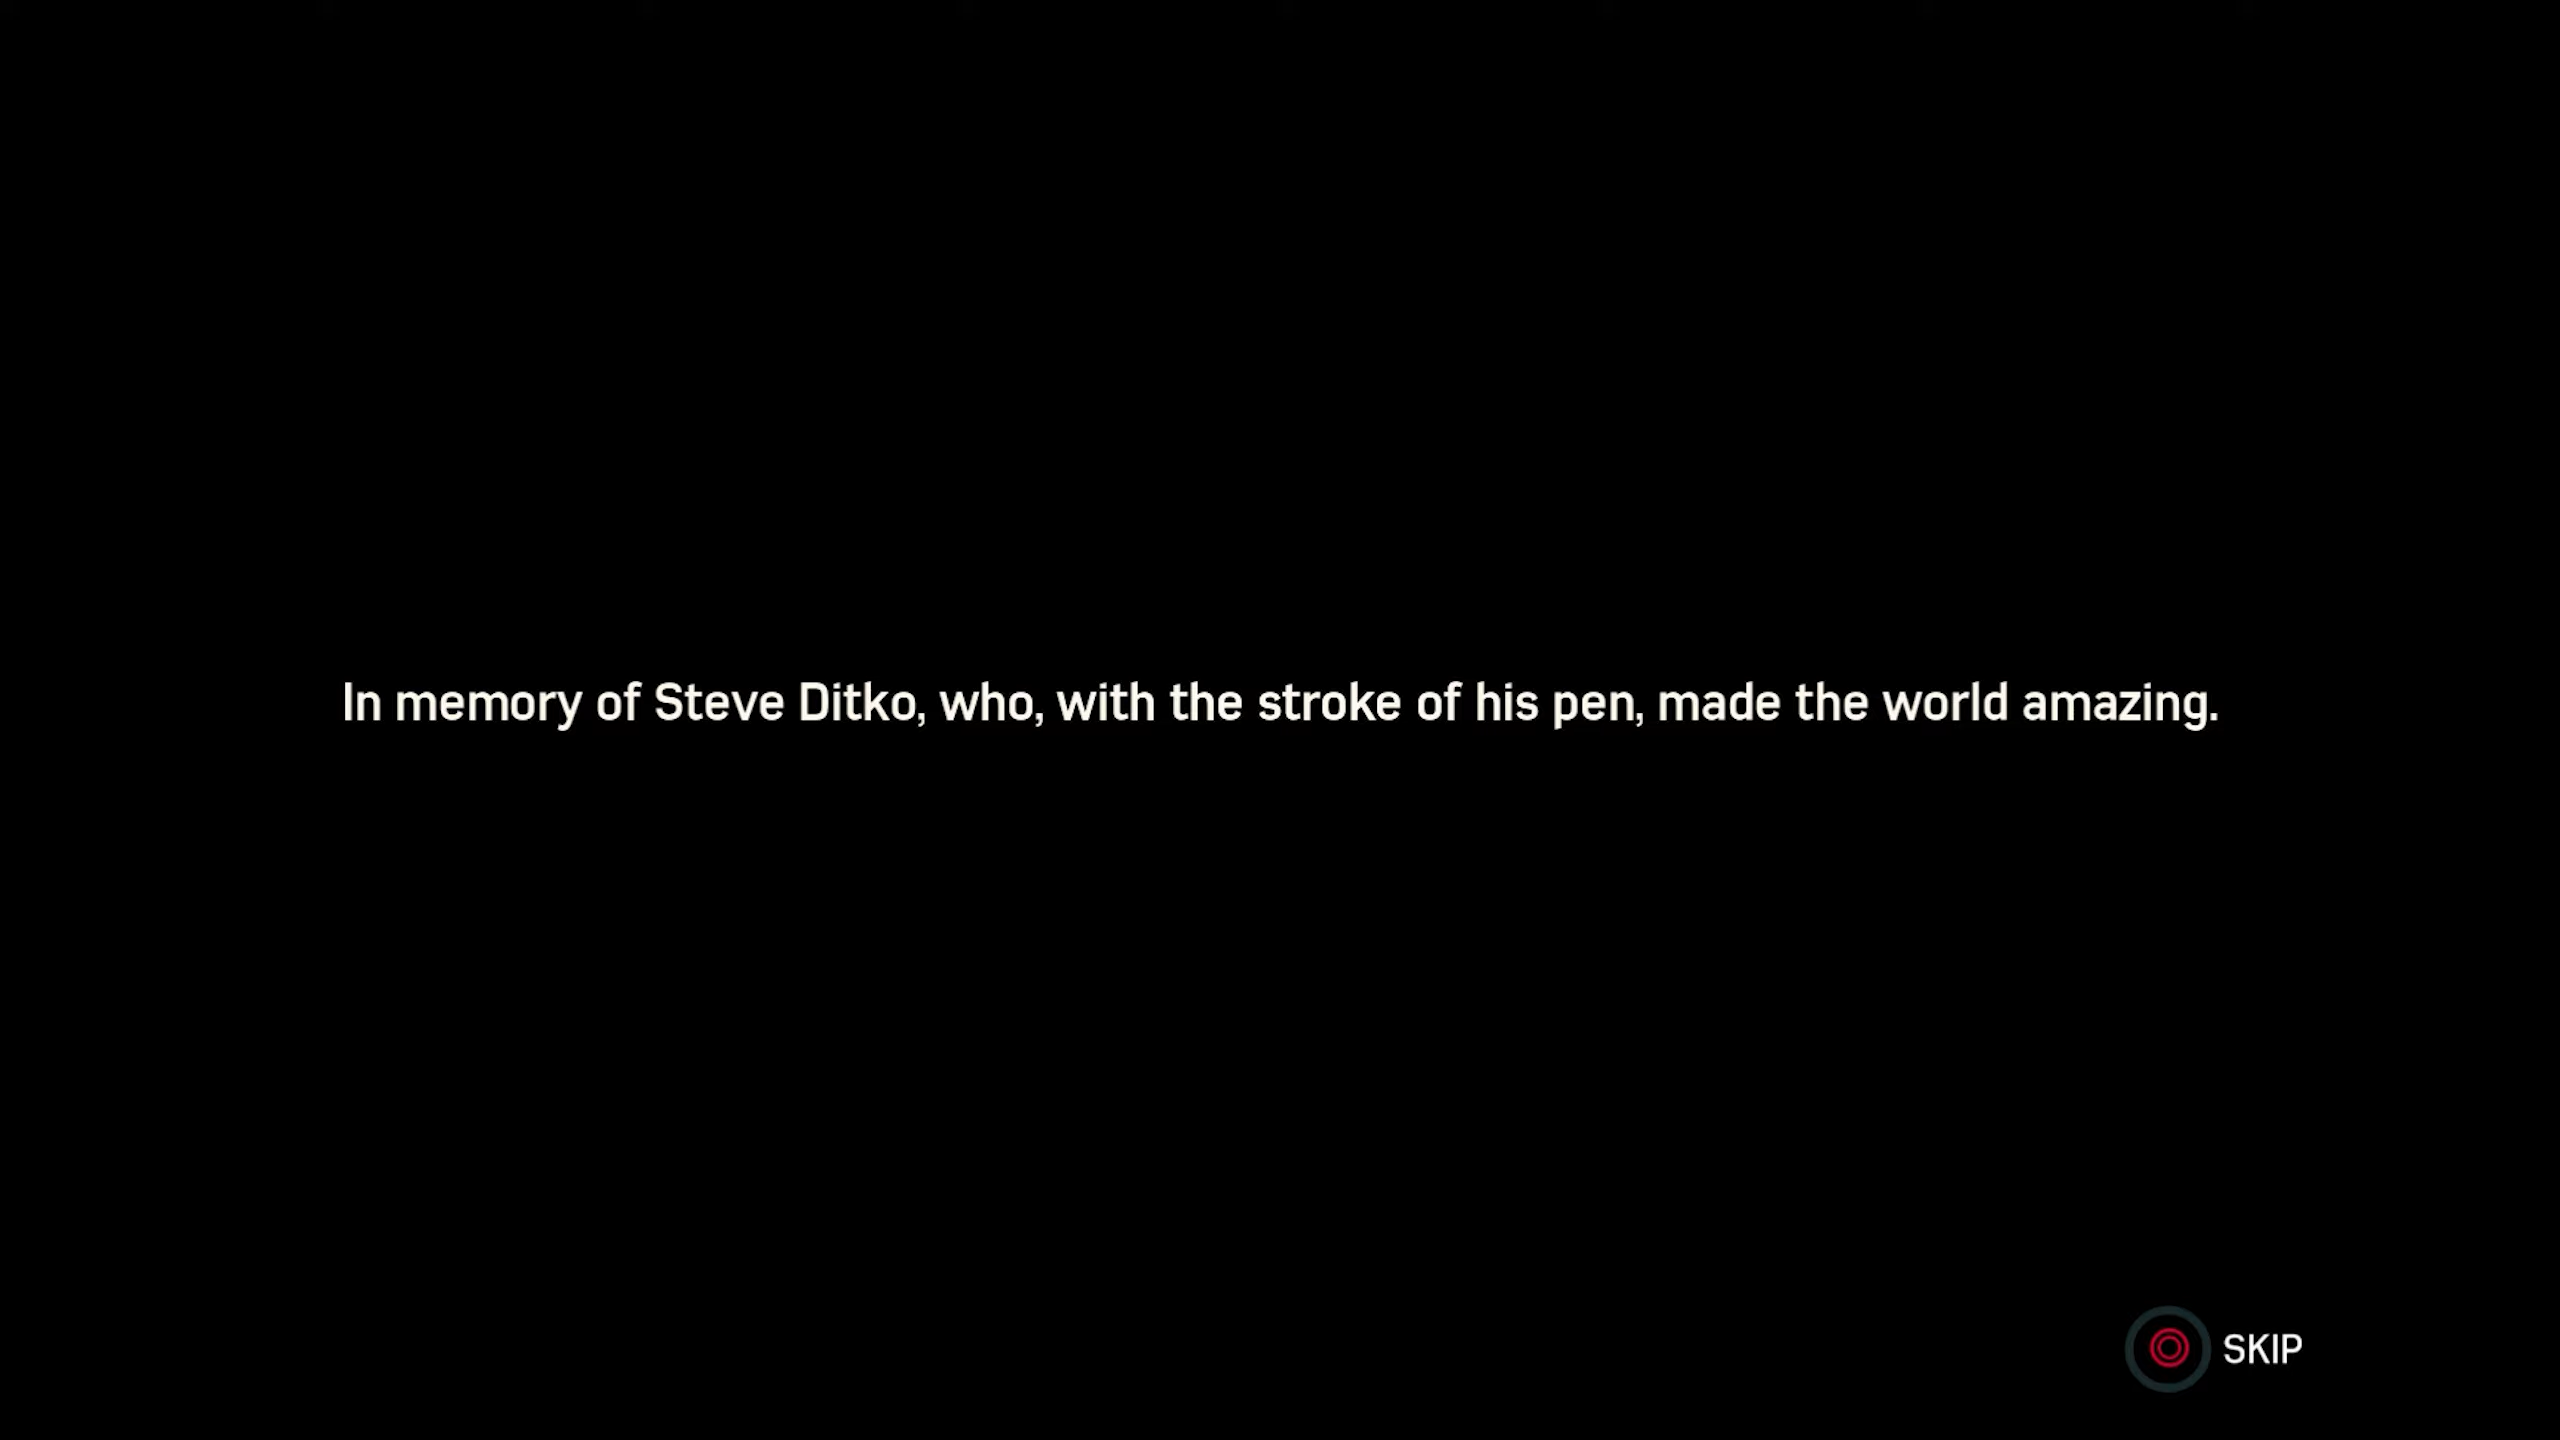 In memory of Steve Ditko, who, with the stroke of his pen, made the world amazing.
SKIP